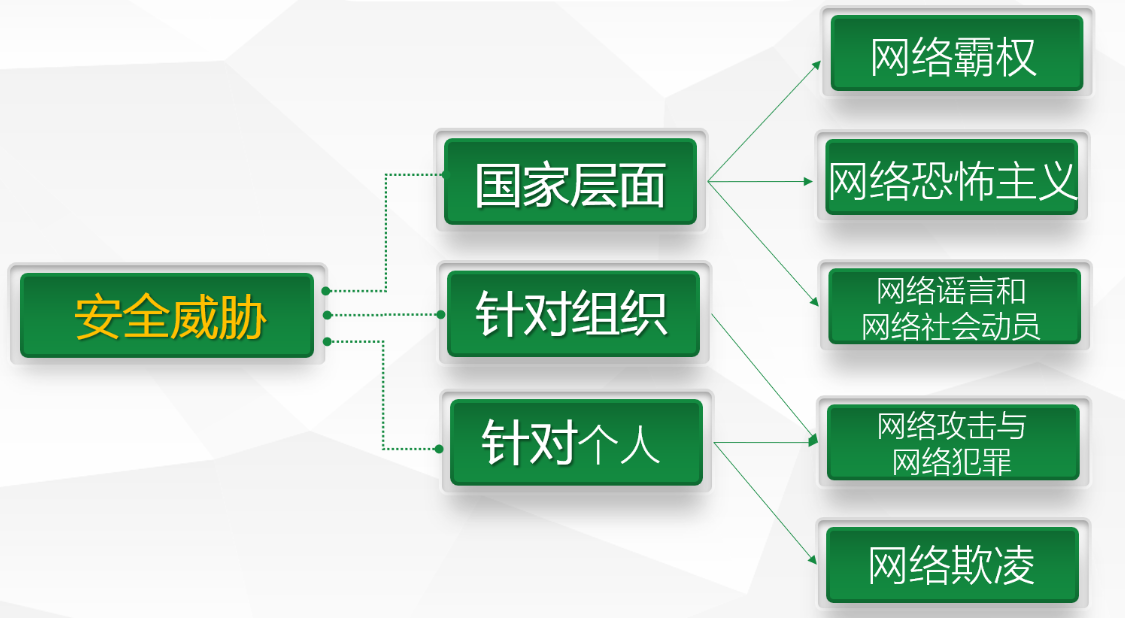 安全威胁
国家层面
针对组织
针对个人
网络霸权
网络恐怖主义
网络谣言和
网络社会动员
网络攻击与
网络犯罪
网络欺凌